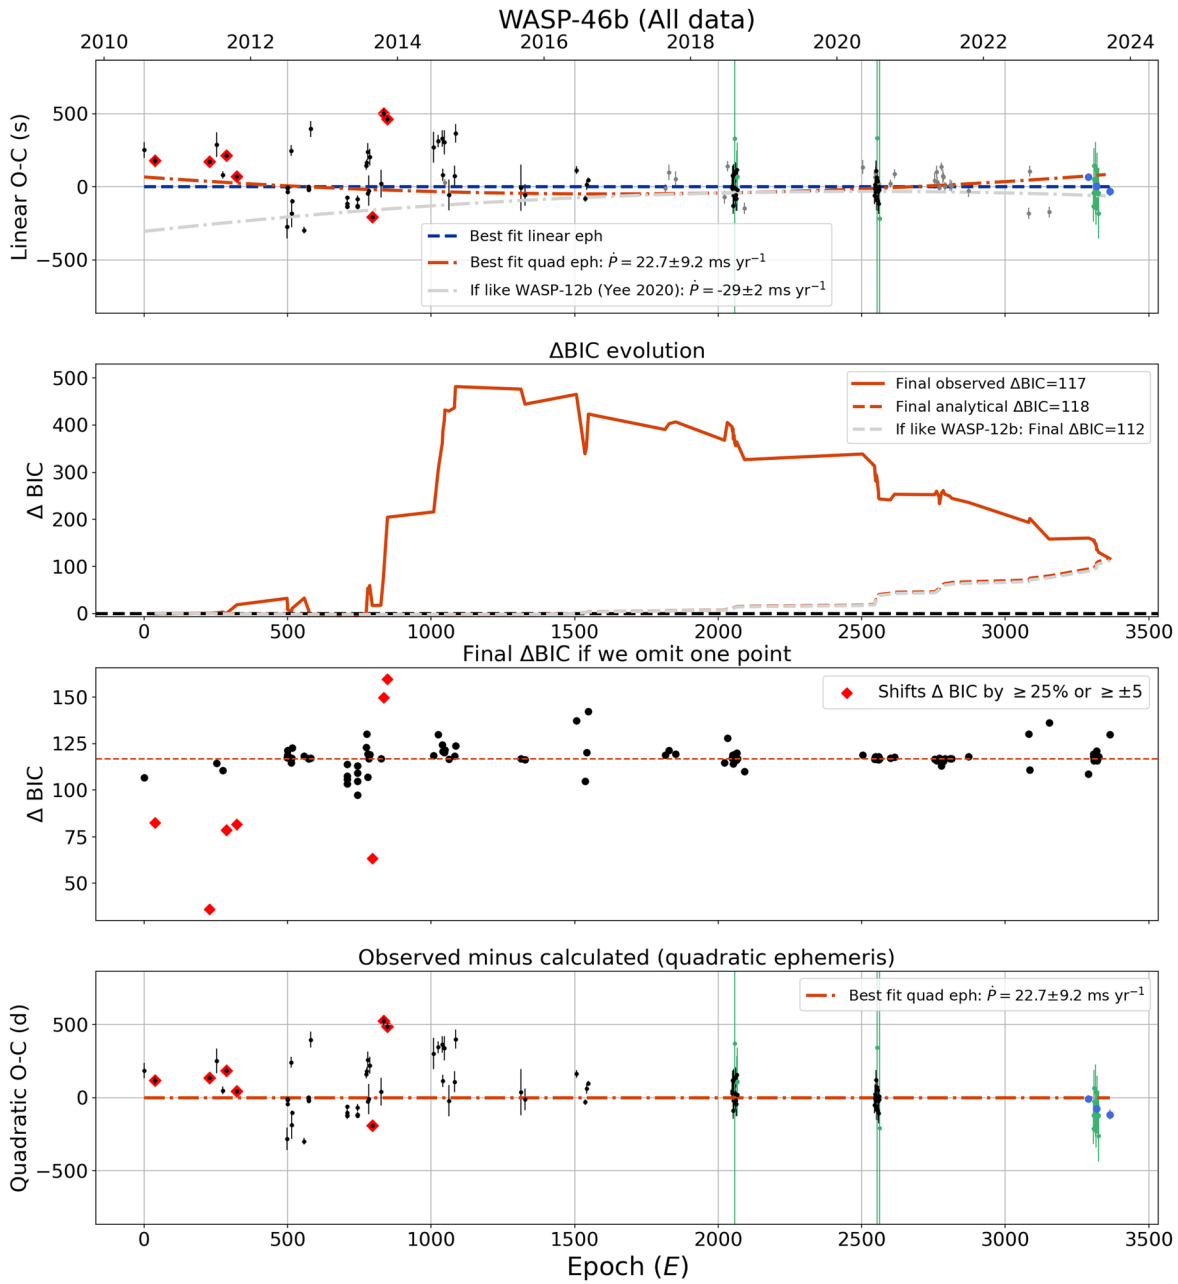 WASP-46b (All data)
2010 2012 2014 2016 2018 2020 2022 2024
Linear O-C (s)
500
0
−500
Best fit linear eph
Best fit quad eph: Ṗ = 22.7±9.2 ms yr⁻¹
If like WASP-12b (Yee 2020): Ṗ = -29±2 ms yr⁻¹
ΔBIC evolution
Δ BIC
500
400
300
200
100
0
Final observed ΔBIC=117
Final analytical ΔBIC=118
If like WASP-12b: Final ΔBIC=112
0 500 1000 1500 2000 2500 3000 3500
Final ΔBIC if we omit one point
Δ BIC
150
125
100
75
50
Shifts Δ BIC by ≥25% or ≥±5
Observed minus calculated (quadratic ephemeris)
Quadratic O-C (d)
500
0
−500
Best fit quad eph: Ṗ = 22.7±9.2 ms yr⁻¹
0 500 1000 1500 2000 2500 3000 3500
Epoch (E)